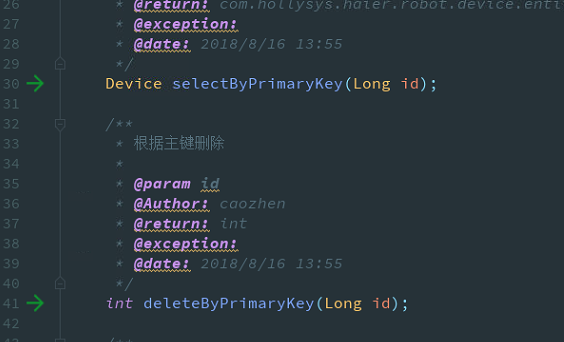 26 * @return: com.hollysys.haier.robot.device.enti
27 * @exception:
28 * @date: 2018/8/16 13:55
29 */
30 Device selectByPrimaryKey(Long id);
31
32 /**
33 * 根据主键删除
34 *
35 * @param id
36 * @Author: caozhen
37 * @return: int
38 * @exception:
39 * @date: 2018/8/16 13:55
40 */
41 int deleteByPrimaryKey(Long id);
42